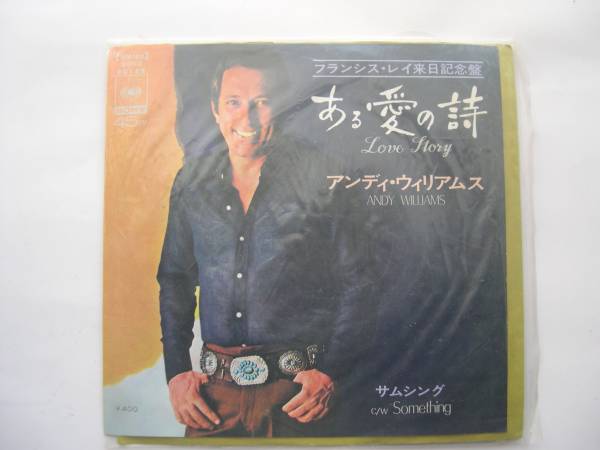 フランシス・レイ来日記念盤
ある愛の詩
Love Story
アンディ・ウィリアムス
ANDY WILLIAMS
サムシング
c/w Something
¥400